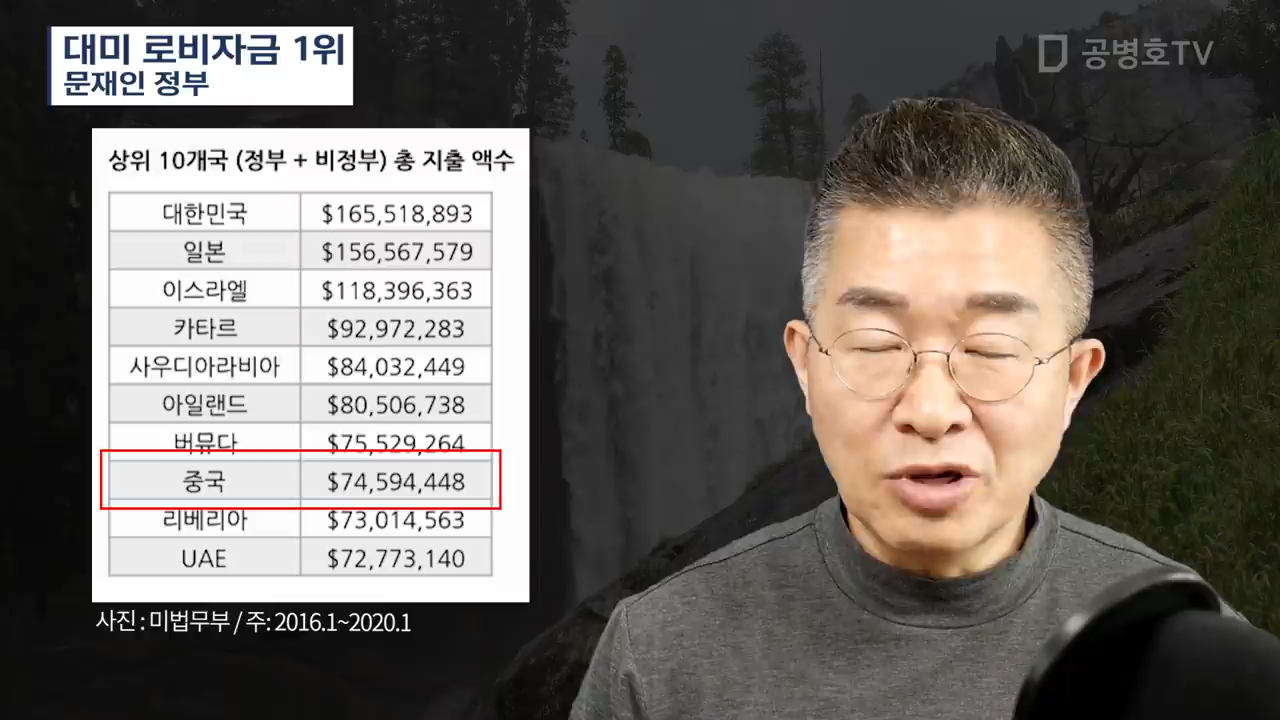 대미 로비자금 1위
문재인 정부
공병호TV
상위 10개국 (정부 + 비정부) 총 지출 액수
대한민국 $165,518,893
일본 $156,567,579
이스라엘 $118,396,363
카타르 $92,972,283
사우디아라비아 $84,032,449
아일랜드 $80,506,738
버뮤다 $75,529,264
중국 $74,594,448
리베리아 $73,014,563
UAE $72,773,140
사진 : 미법무부 / 주: 2016.1~2020.1